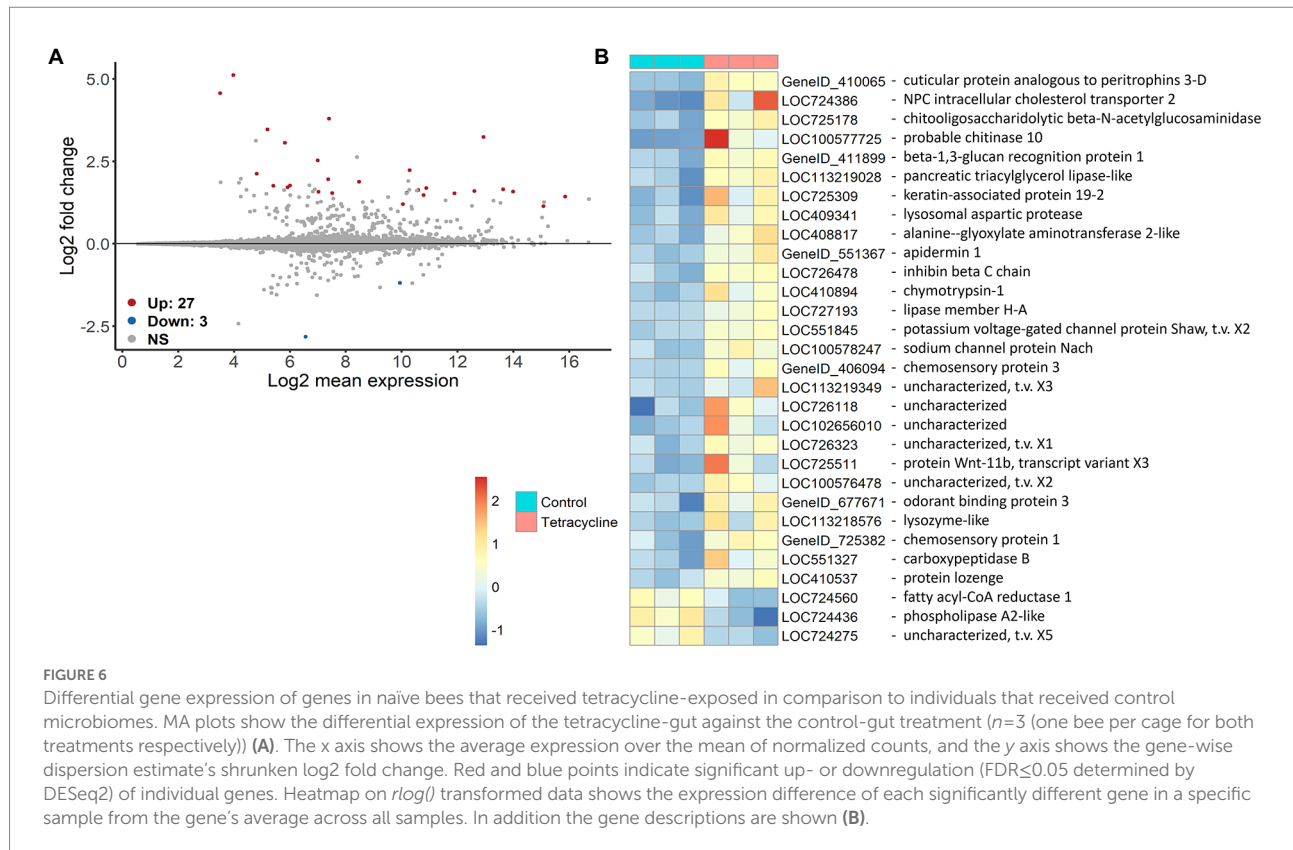 A
B
5.0
2.5
0.0
-2.5
Log2 fold change
Up: 27
Down: 3
NS
0 2 4 6 8 10 12 14 16
Log2 mean expression
2
1
0
-1
Control
Tetracycline
GeneID_410065 - cuticular protein analogous to peritrophins 3-D
LOC724386 - NPC intracellular cholesterol transporter 2
LOC725178 - chitooligosaccharidolytic beta-N-acetylglucosaminidase
LOC100577725 - probable chitinase 10
GeneID_411899 - beta-1,3-glucan recognition protein 1
LOC113219028 - pancreatic triacylglycerol lipase-like
LOC725309 - keratin-associated protein 19-2
LOC409341 - lysosomal aspartic protease
LOC408817 - alanine--glyoxylate aminotransferase 2-like
GeneID_551367 - apidermin 1
LOC726478 - inhibin beta C chain
LOC410894 - chymotrypsin-1
LOC727193 - lipase member H-A
LOC551845 - potassium voltage-gated channel protein Shaw, t.v. X2
LOC100578247 - sodium channel protein Nach
GeneID_406094 - chemosensory protein 3
LOC113219349 - uncharacterized, t.v. X3
LOC726118 - uncharacterized
LOC102656010 - uncharacterized
LOC726323 - uncharacterized, t.v. X1
LOC725511 - protein Wnt-11b, transcript variant X3
LOC100576478 - uncharacterized, t.v. X2
GeneID_677671 - odorant binding protein 3
LOC113218576 - lysozyme-like
GeneID_725382 - chemosensory protein 1
LOC551327 - carboxypeptidase B
LOC410537 - protein lozenge
LOC724560 - fatty acyl-CoA reductase 1
LOC724436 - phospholipase A2-like
LOC724275 - uncharacterized, t.v. X5
FIGURE 6
Differential gene expression of genes in naïve bees that received tetracycline-exposed in comparison to individuals that received control
microbiomes. MA plots show the differential expression of the tetracycline-gut against the control-gut treatment (n=3 (one bee per cage for both
treatments respectively)) (A). The x axis shows the average expression over the mean of normalized counts, and the y axis shows the gene-wise
dispersion estimate's shrunken log2 fold change. Red and blue points indicate significant up- or downregulation (FDR≤0.05 determined by
DESeq2) of individual genes. Heatmap on rlog() transformed data shows the expression difference of each significantly different gene in a specific
sample from the gene's average across all samples. In addition the gene descriptions are shown (B).